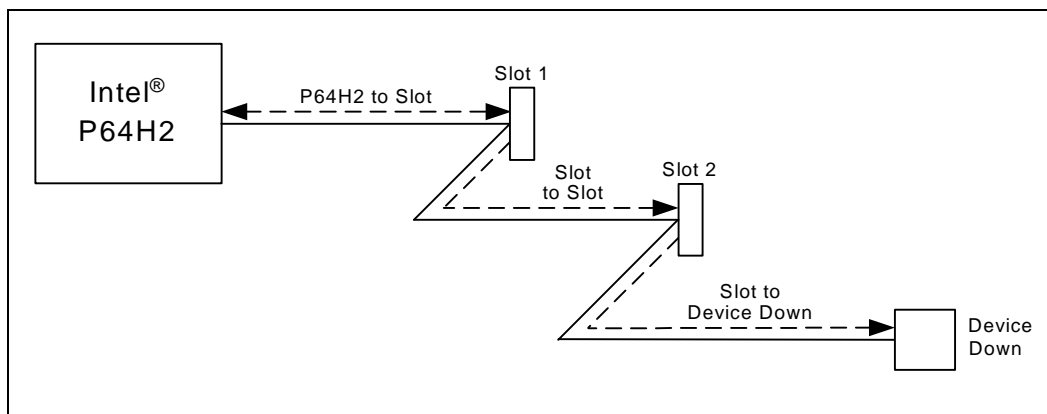 Intel®
P64H2
P64H2 to Slot
Slot 1
Slot
to Slot
Slot 2
Slot to
Device Down
Device
Down